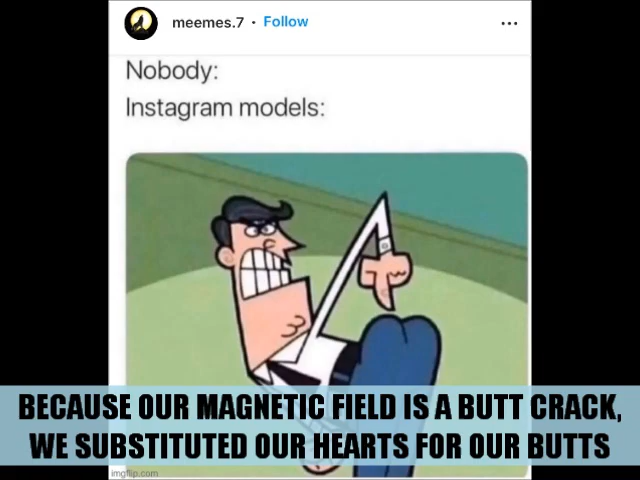 meemes.7 • Follow
Nobody:
Instagram models:
BECAUSE OUR MAGNETIC FIELD IS A BUTT CRACK,
WE SUBSTITUTED OUR HEARTS FOR OUR BUTTS
imgflip.com